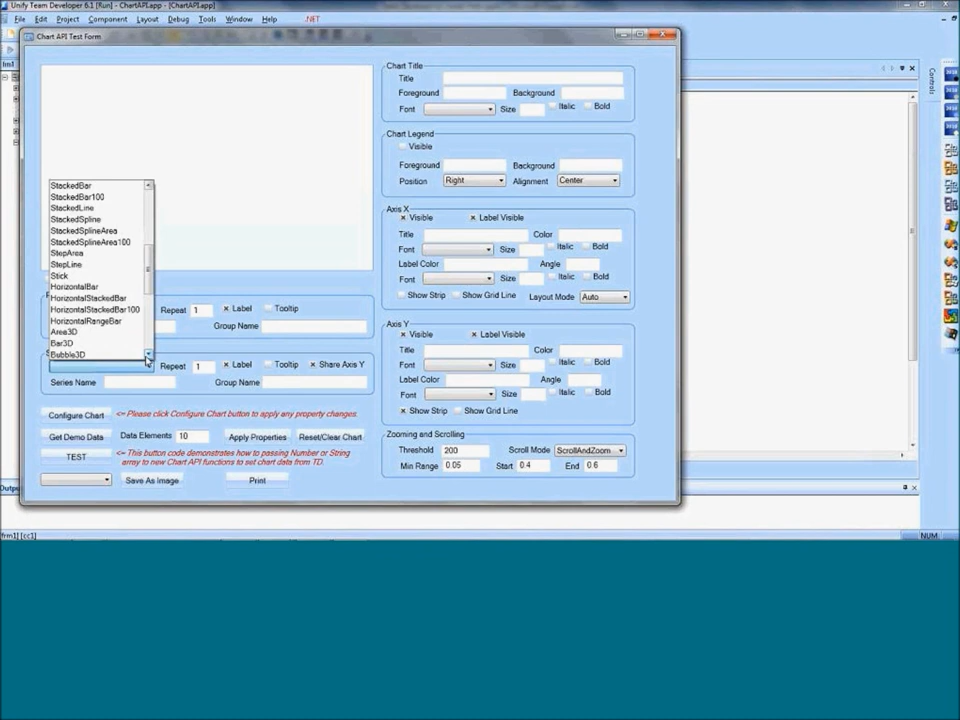 Unify Team Developer 6.1 [Run] - ChartAPI.app - [ChartAPI.app]
File Edit Project Component Layout Debug Tools Window Help .NET
Chart API Test Form
frm1
Controls
Chart Title
Title
Foreground Background
Font Size Italic Bold
Chart Legend
Visible
Foreground Background
Position Right Alignment Center
StackedBar
StackedBar100
StackedLine
StackedSpline
StackedSplineArea
StackedSplineArea100
StepArea
StepLine
Stick
HorizontalBar
HorizontalStackedBar
HorizontalStackedBar100
HorizontalRangeBar
Area3D
Bar3D
Bubble3D
Axis X
Visible Label Visible
Title Color
Font Size Italic Bold
Label Color Angle
Font Size Italic Bold
Show Strip Show Grid Line Layout Mode Auto
Repeat 1 Label Tooltip
Group Name
Axis Y
Visible Label Visible
Title Color
Font Size Italic Bold
Label Color Angle
Font Size Italic Bold
Show Strip Show Grid Line
Repeat 1 Label Tooltip Share Axis Y
Series Name Group Name
Configure Chart <= Please click Configure Chart button to apply any property changes.
Get Demo Data Data Elements 10 Apply Properties Reset/Clear Chart
TEST <= This button code demonstrates how to passing Number or String
array to new Chart API functions to set chart data from TD.
Save As Image Print
Zooming and Scrolling
Threshold 200 Scroll Mode ScrollAndZoom
Min Range 0.05 Start 0.4 End 0.6
Outpu
frm1] [cc1]
NUM